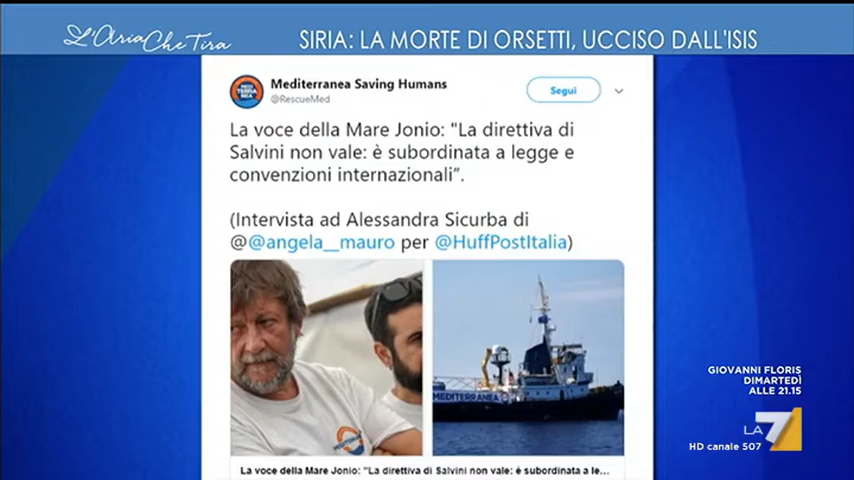 L'Aria Che Tira
SIRIA: LA MORTE DI ORSETTI, UCCISO DALL'ISIS
MEDITERRANEA
Mediterranea Saving Humans
@RescueMed
Segui
La voce della Mare Jonio: "La direttiva di
Salvini non vale: è subordinata a legge e
convenzioni internazionali".
(Intervista ad Alessandra Sicurba di
@@angela__mauro per @HuffPostItalia)
MEDITERRANEA
GIOVANNI FLORIS
DIMARTEDÌ
ALLE 21.15
LA7
HD canale 507
La voce della Mare Jonio: "La direttiva di Salvini non vale: è subordinata a le...